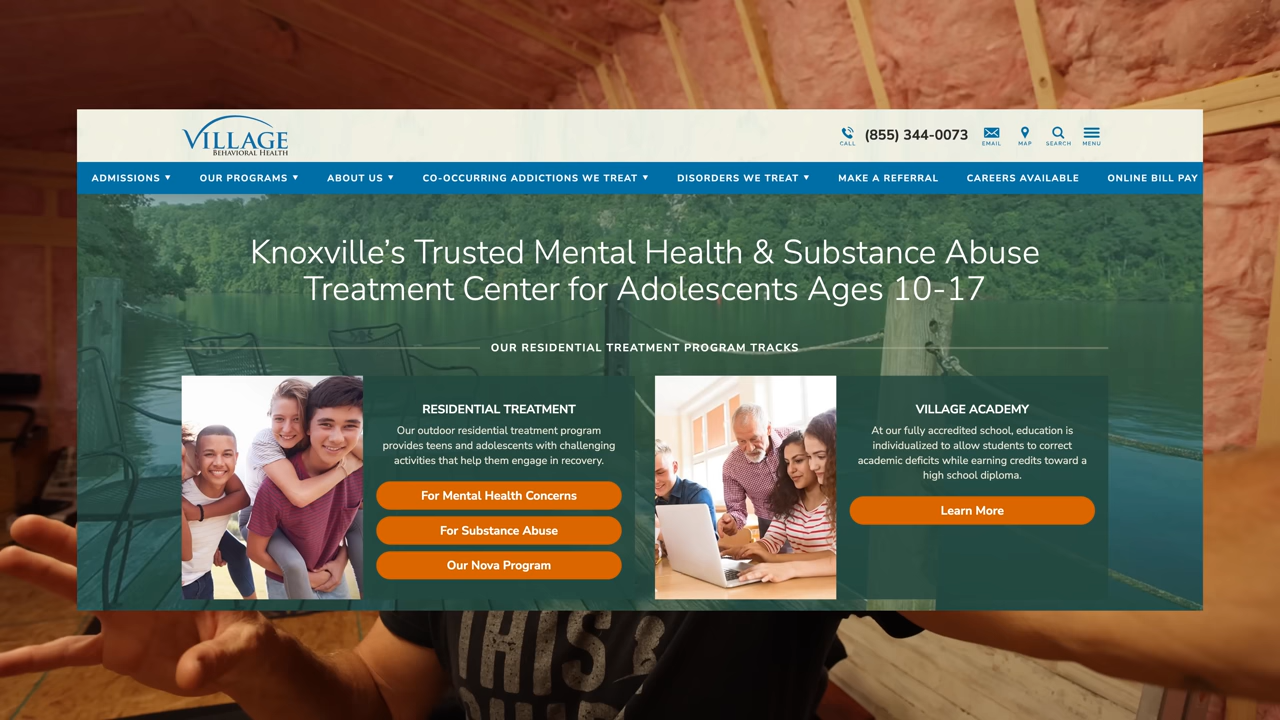 VILLAGE
BEHAVIORAL HEALTH
CALL
(855) 344-0073
EMAIL
MAP
SEARCH
MENU
ADMISSIONS OUR PROGRAMS ABOUT US CO-OCCURRING ADDICTIONS WE TREAT DISORDERS WE TREAT MAKE A REFERRAL CAREERS AVAILABLE ONLINE BILL PAY
Knoxville's Trusted Mental Health & Substance Abuse
Treatment Center for Adolescents Ages 10-17
OUR RESIDENTIAL TREATMENT PROGRAM TRACKS
RESIDENTIAL TREATMENT
Our outdoor residential treatment program
provides teens and adolescents with challenging
activities that help them engage in recovery.
For Mental Health Concerns
For Substance Abuse
Our Nova Program
VILLAGE ACADEMY
At our fully accredited school, education is
individualized to allow students to correct
academic deficits while earning credits toward a
high school diploma.
Learn More
THIS